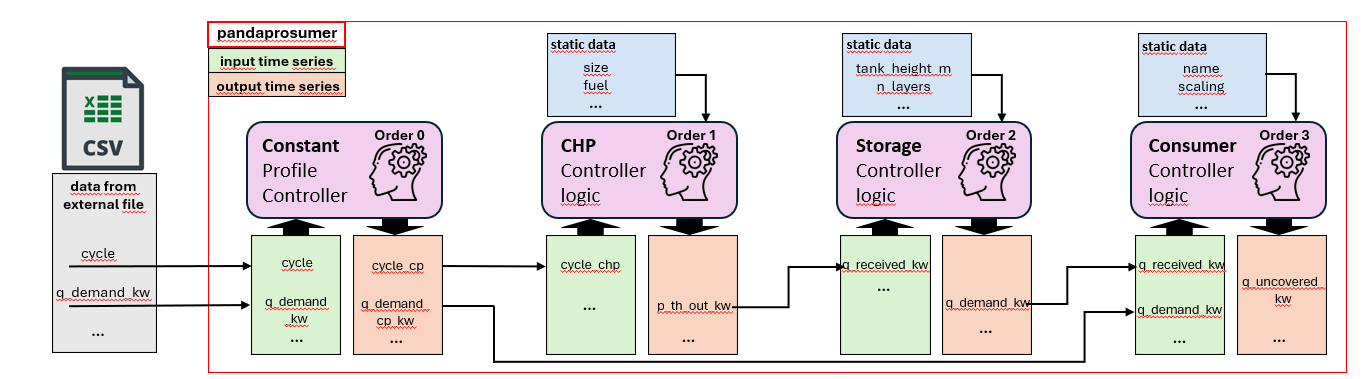 pandaprosumer
input time series
output time series
X
CSV
data from
external file
cycle
q_demand_kw
...
Order 0
Constant
Profile
Controller
cycle
q_demand
_kw
...
cycle_cp
q_demand_
cp_kw
...
static data
size
fuel
...
Order 1
CHP
Controller
logic
cycle_chp
...
p_th_out_kw
...
static data
tank_height_m
n_layers
...
Order 2
Storage
Controller
logic
q_received_kw
...
q_demand_kw
...
static data
name
scaling
...
Order 3
Consumer
Controller
logic
q_received_kw
q_demand_kw
...
q_uncovered_
kw
...